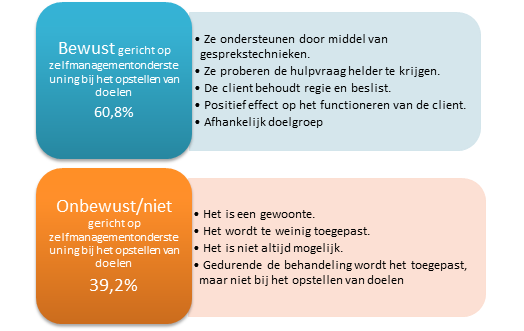 Bewust gericht op
zelfmanagementonderste
uning bij het opstellen van
doelen
60,8%
• Ze ondersteunen door middel van
gesprekstechnieken.
• Ze proberen de hulpvraag helder te krijgen.
• De client behoudt regie en beslist.
• Positief effect op het functioneren van de client.
• Afhankelijk doelgroep
Onbewust/niet
gericht op
zelfmanagementonderste
uning bij het opstellen van
doelen
39,2%
• Het is een gewoonte.
• Het wordt te weinig toegepast.
• Het is niet altijd mogelijk.
• Gedurende de behandeling wordt het toegepast,
maar niet bij het opstellen van doelen